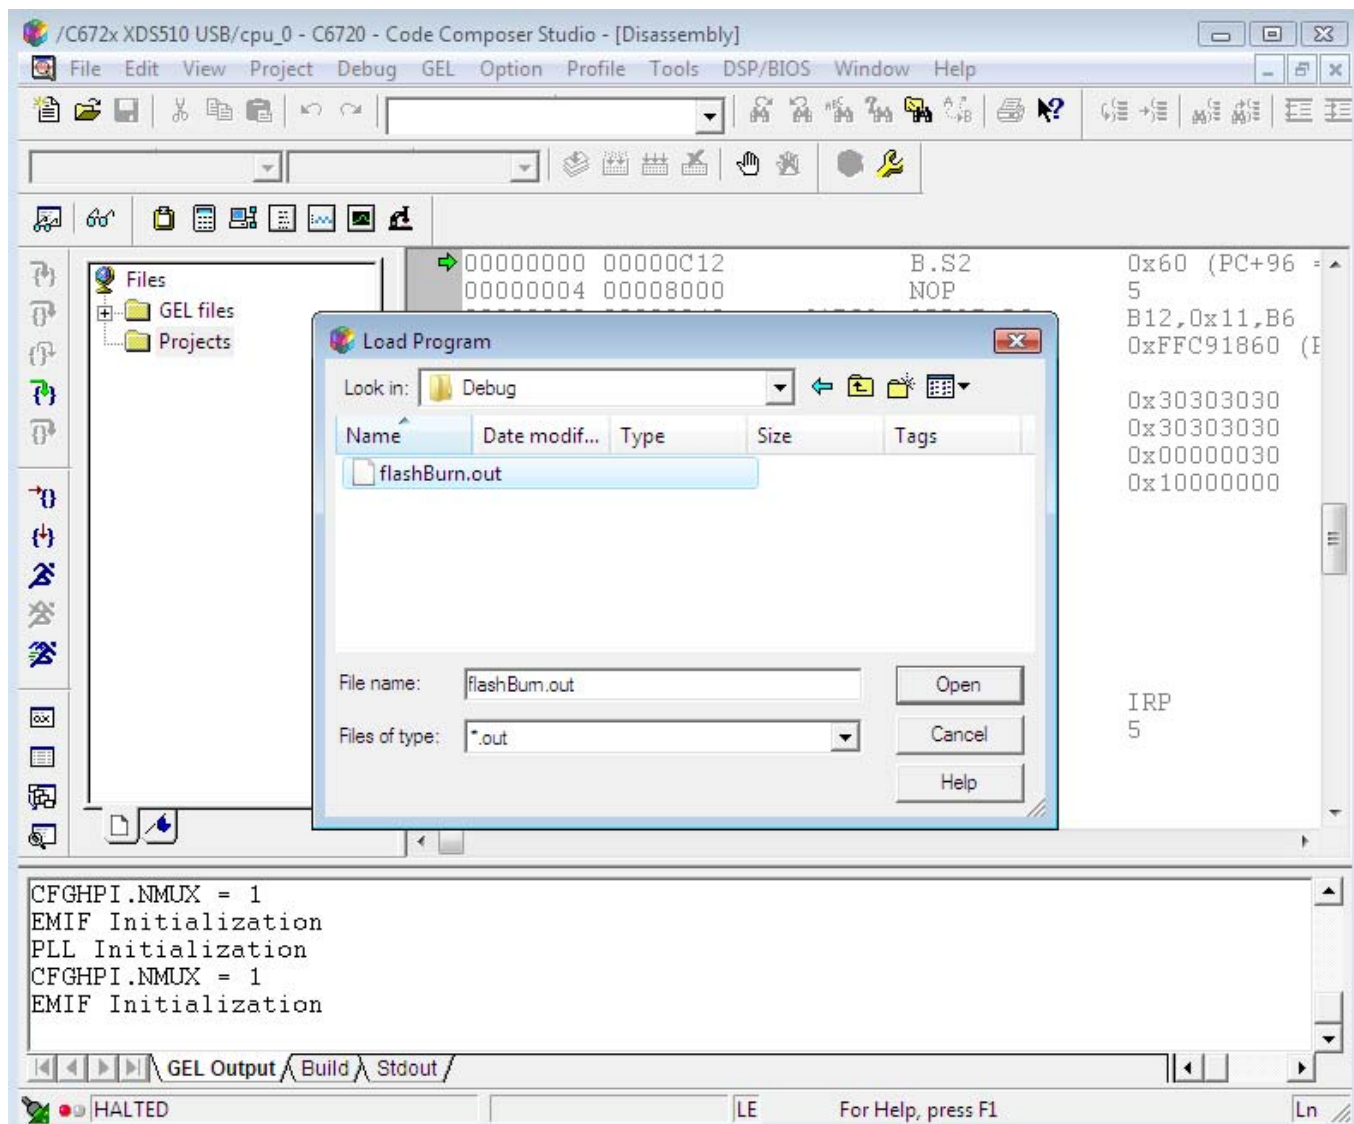 /C672x XDS510 USB/cpu_0 - C6720 - Code Composer Studio - [Disassembly]
File Edit View Project Debug GEL Option Profile Tools DSP/BIOS Window Help
Files
GEL files
Projects
00000000 00000C12 B.S2 0x60 (PC+96 =
00000004 00008000 NOP 5
B12,0x11,B6
0xFFC91860 (
0x30303030
0x30303030
0x00000030
0x10000000
IRP
5
Load Program
Look in: Debug
Name Date modif... Type Size Tags
flashBurn.out
File name: flashBurn.out Open
Files of type: *.out Cancel
Help
CFGHPI.NMUX = 1
EMIF Initialization
PLL Initialization
CFGHPI.NMUX = 1
EMIF Initialization
GEL Output Build Stdout
HALTED LE For Help, press F1 Ln